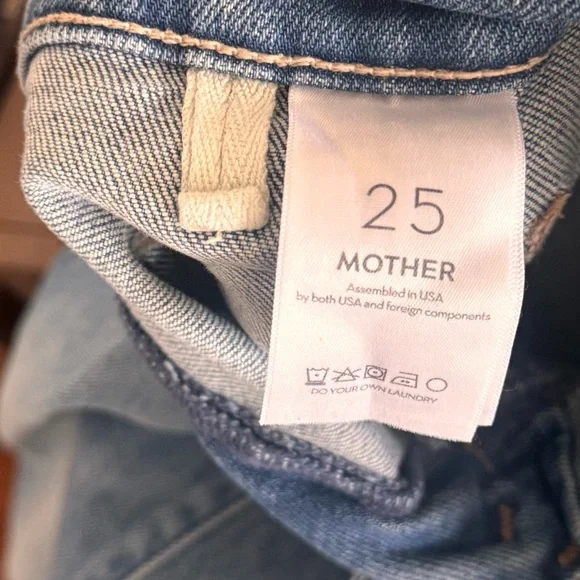 25
MOTHER
Assembled in USA
by both USA and foreign components
DO YOUR OWN LAUNDRY